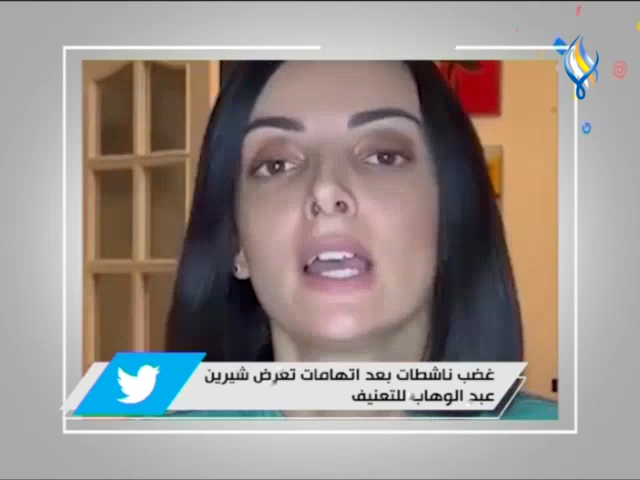 غضب ناشطات بعد اتهامات تعرض شيرين
عبد الوهاب للتعنيف